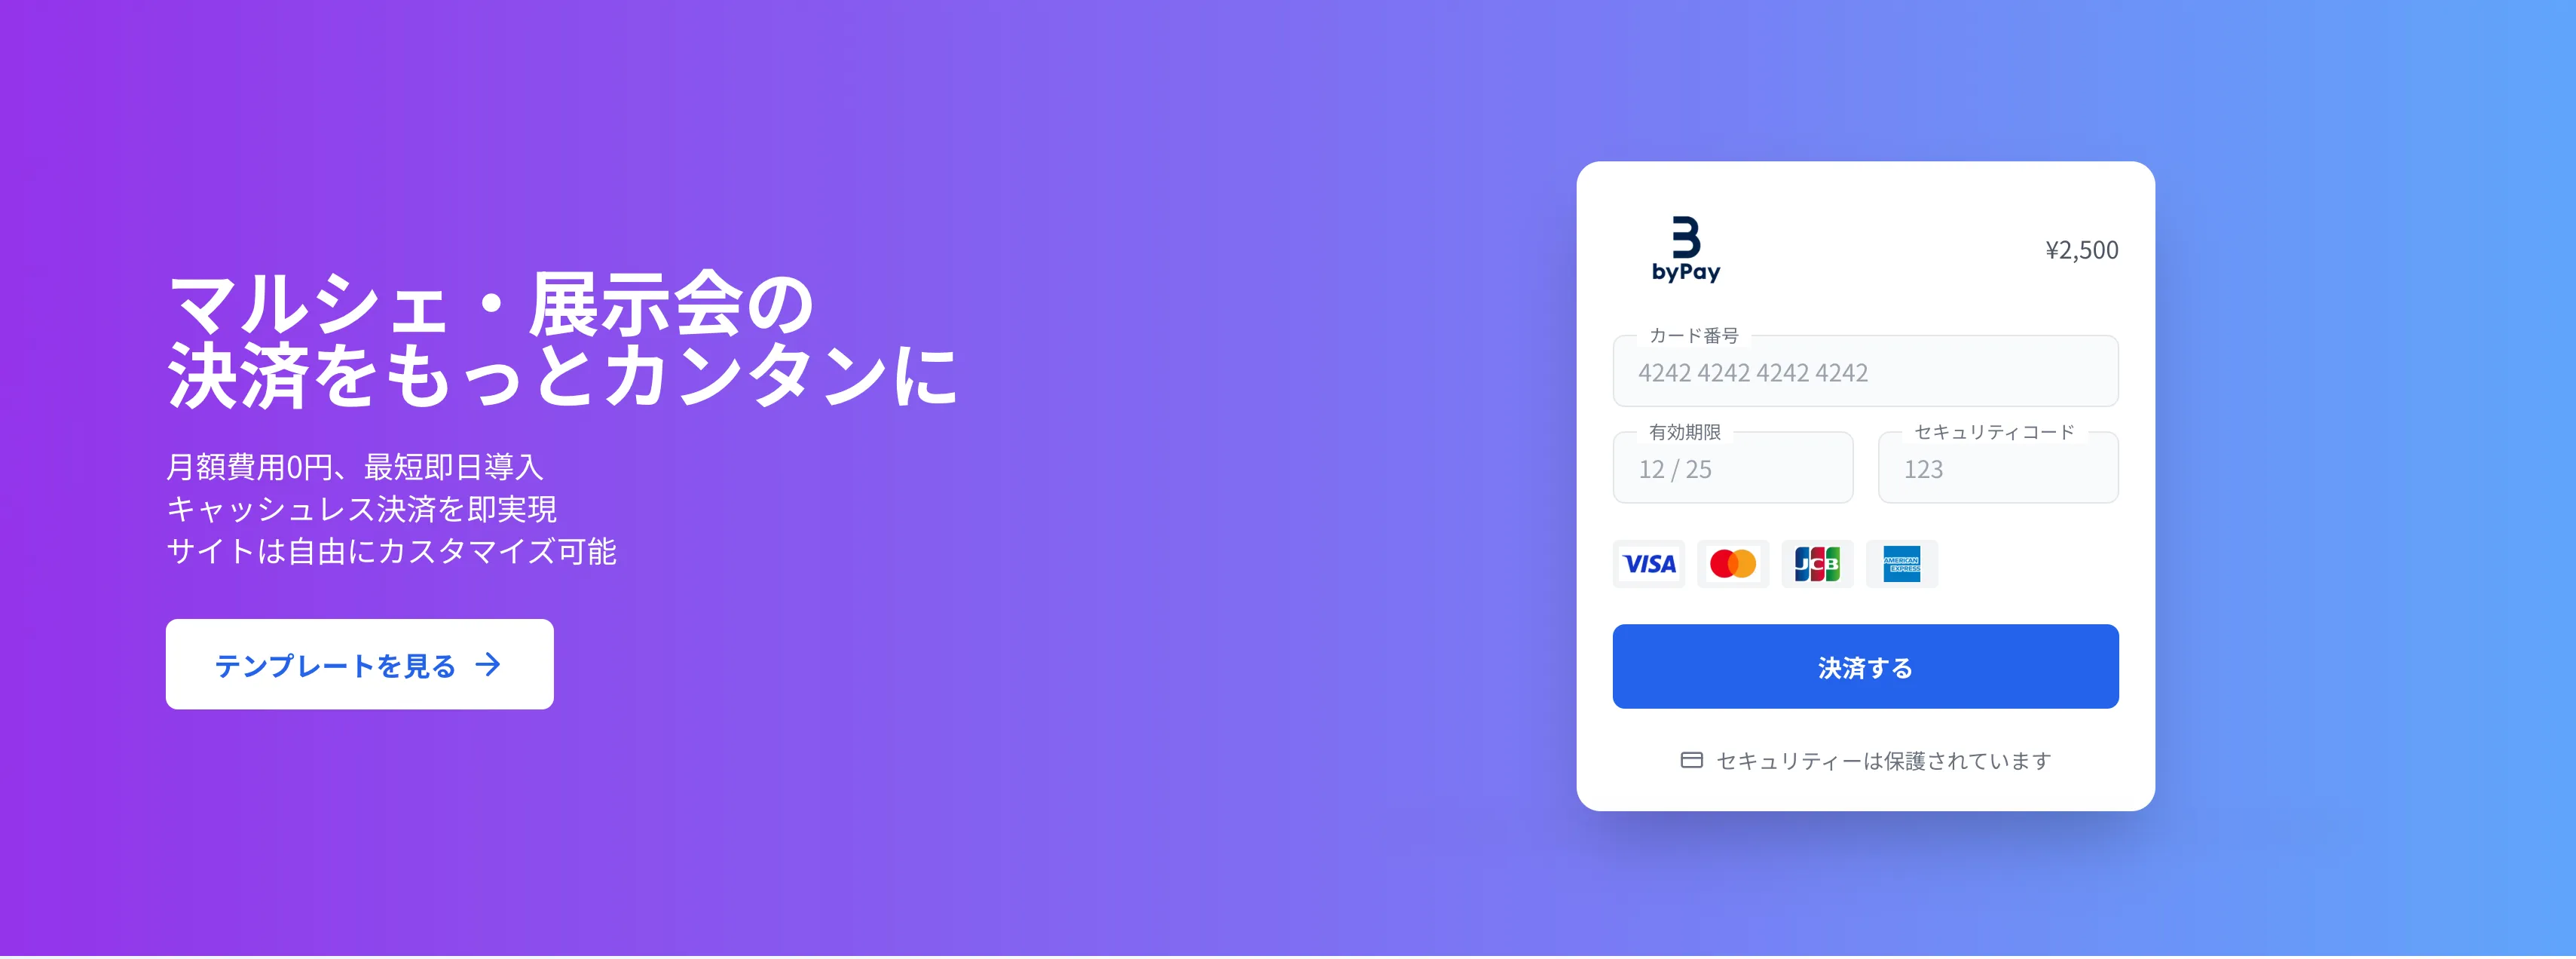 マルシェ・展示会の
決済をもっとカンタンに
月額費用0円、最短即日導入
キャッシュレス決済を即実現
サイトは自由にカスタマイズ可能
テンプレートを見る
byPay
¥2,500
カード番号
4242 4242 4242 4242
有効期限
12 / 25
セキュリティコード
123
VISA
JCB
AMERICAN
EXPRESS
決済する
セキュリティーは保護されています